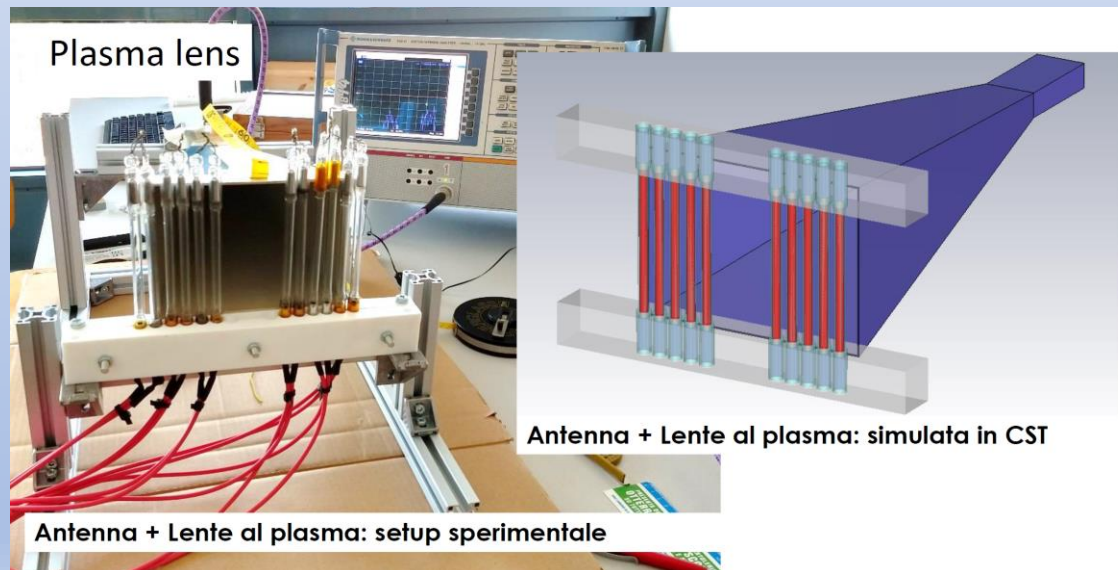 Plasma lens
Antenna + Lente al plasma: simulata in CST
Antenna + Lente al plasma: setup sperimentale